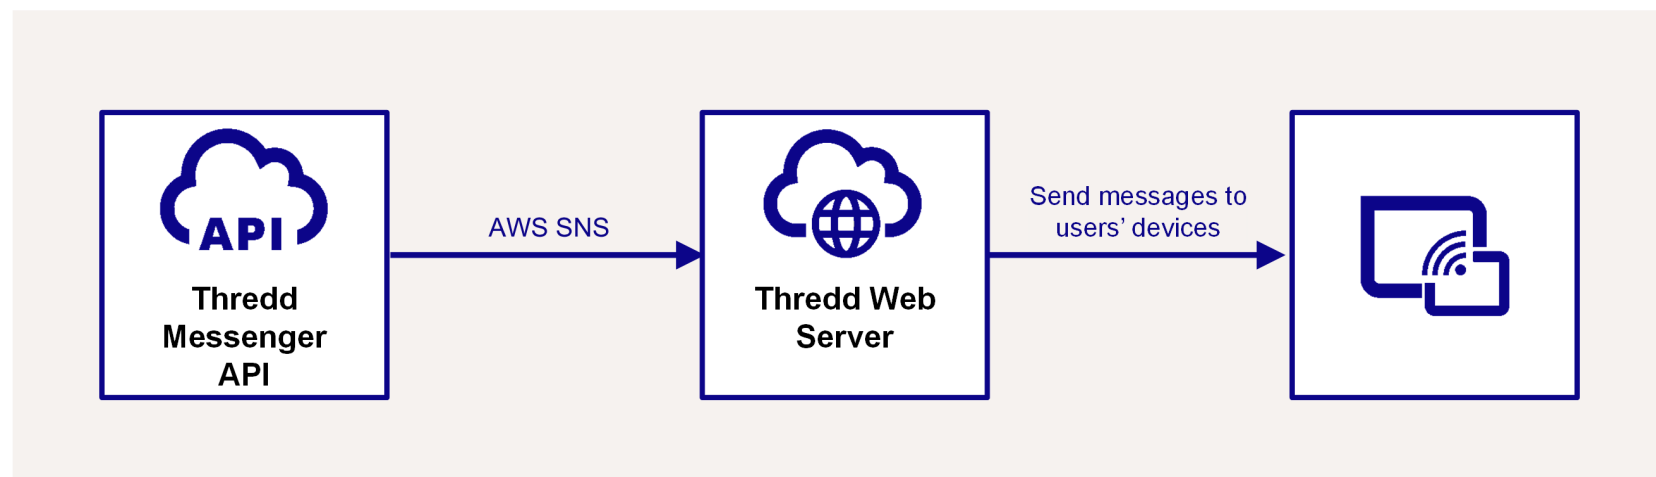 API
Thredd
Messenger
API
AWS SNS
Thredd Web
Server
Send messages to
users’ devices